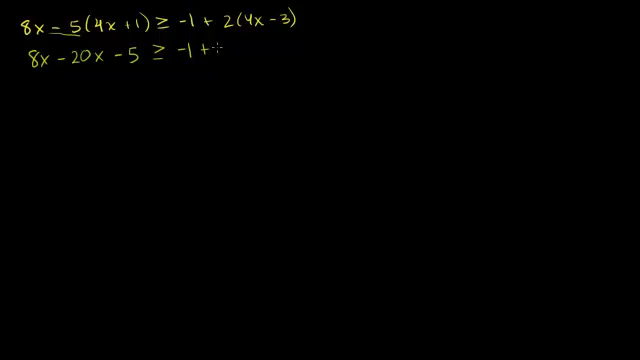 8x - 5(4x + 1) ≥ -1 + 2(4x - 3)
8x - 20x - 5 ≥ -1 +